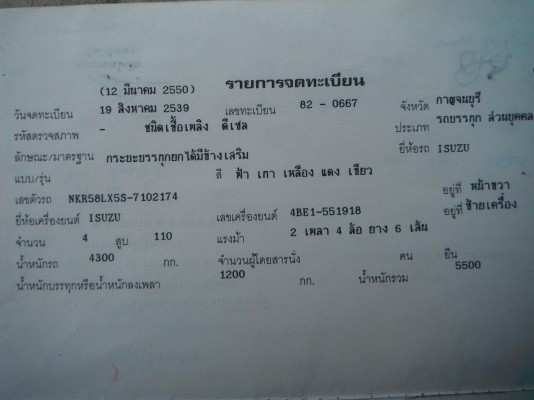 (12 มีนาคม 2550) รายการจดทะเบียน
วันจดทะเบียน 19 สิงหาคม 2539 เลขทะเบียน 82 - 0667 จังหวัด กาญจนบุรี
รหัสตรวจสภาพ - ชนิดเชื้อเพลิง ดีเซล ประเภท รถบรรทุก ส่วนบุคคล
ลักษณะ/มาตรฐาน กระบะบรรทุกยกได้มีข้างเสริม ยี่ห้อรถ ISUZU
แบบ/รุ่น สี ฟ้า เทา เหลือง แดง เขียว
เลขตัวรถ NKR58LX5S-7102174 อยู่ที่ หน้าขวา
ยี่ห้อเครื่องยนต์ ISUZU เลขเครื่องยนต์ 4BE1-551918 อยู่ที่ ซ้ายเครื่อง
จำนวน 4 สูบ 110 แรงม้า 2 เพลา 4 ล้อ ยาง 6 เส้น
น้ำหนักรถ 4300 กก. จำนวนผู้โดยสารนั่ง คน ยืน
น้ำหนักบรรทุกหรือน้ำหนักลงเพลา 1200 กก. น้ำหนักรวม 5500